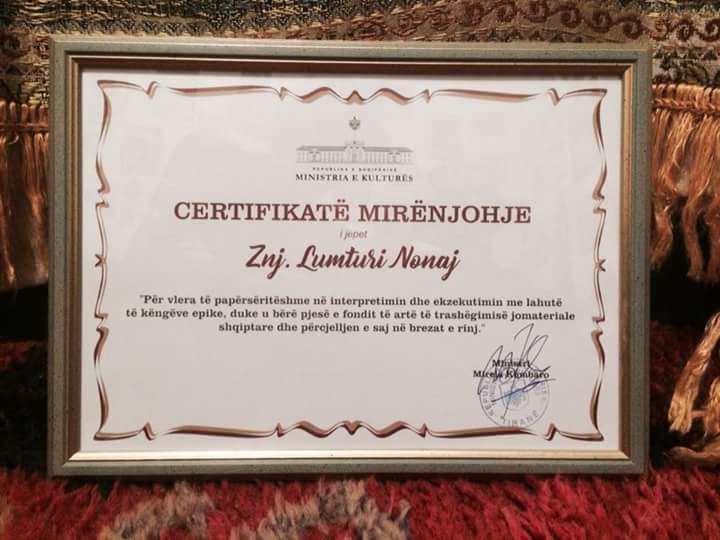 REPUBLIKA E SHQIPËRISË
MINISTRIA E KULTURËS
CERTIFIKATË MIRËNJOHJE
i jepet
Znj. Lumturi Nonaj
"Për vlera të papërsëritëshme në interpretimin dhe ekzekutimin me lahutë
të këngëve epike, duke u bërë pjesë e fondit të artë të trashëgimisë jomateriale
shqiptare dhe përcjelljen e saj në brezat e rinj."
Ministri
Mirela Kumbaro
TIRANË